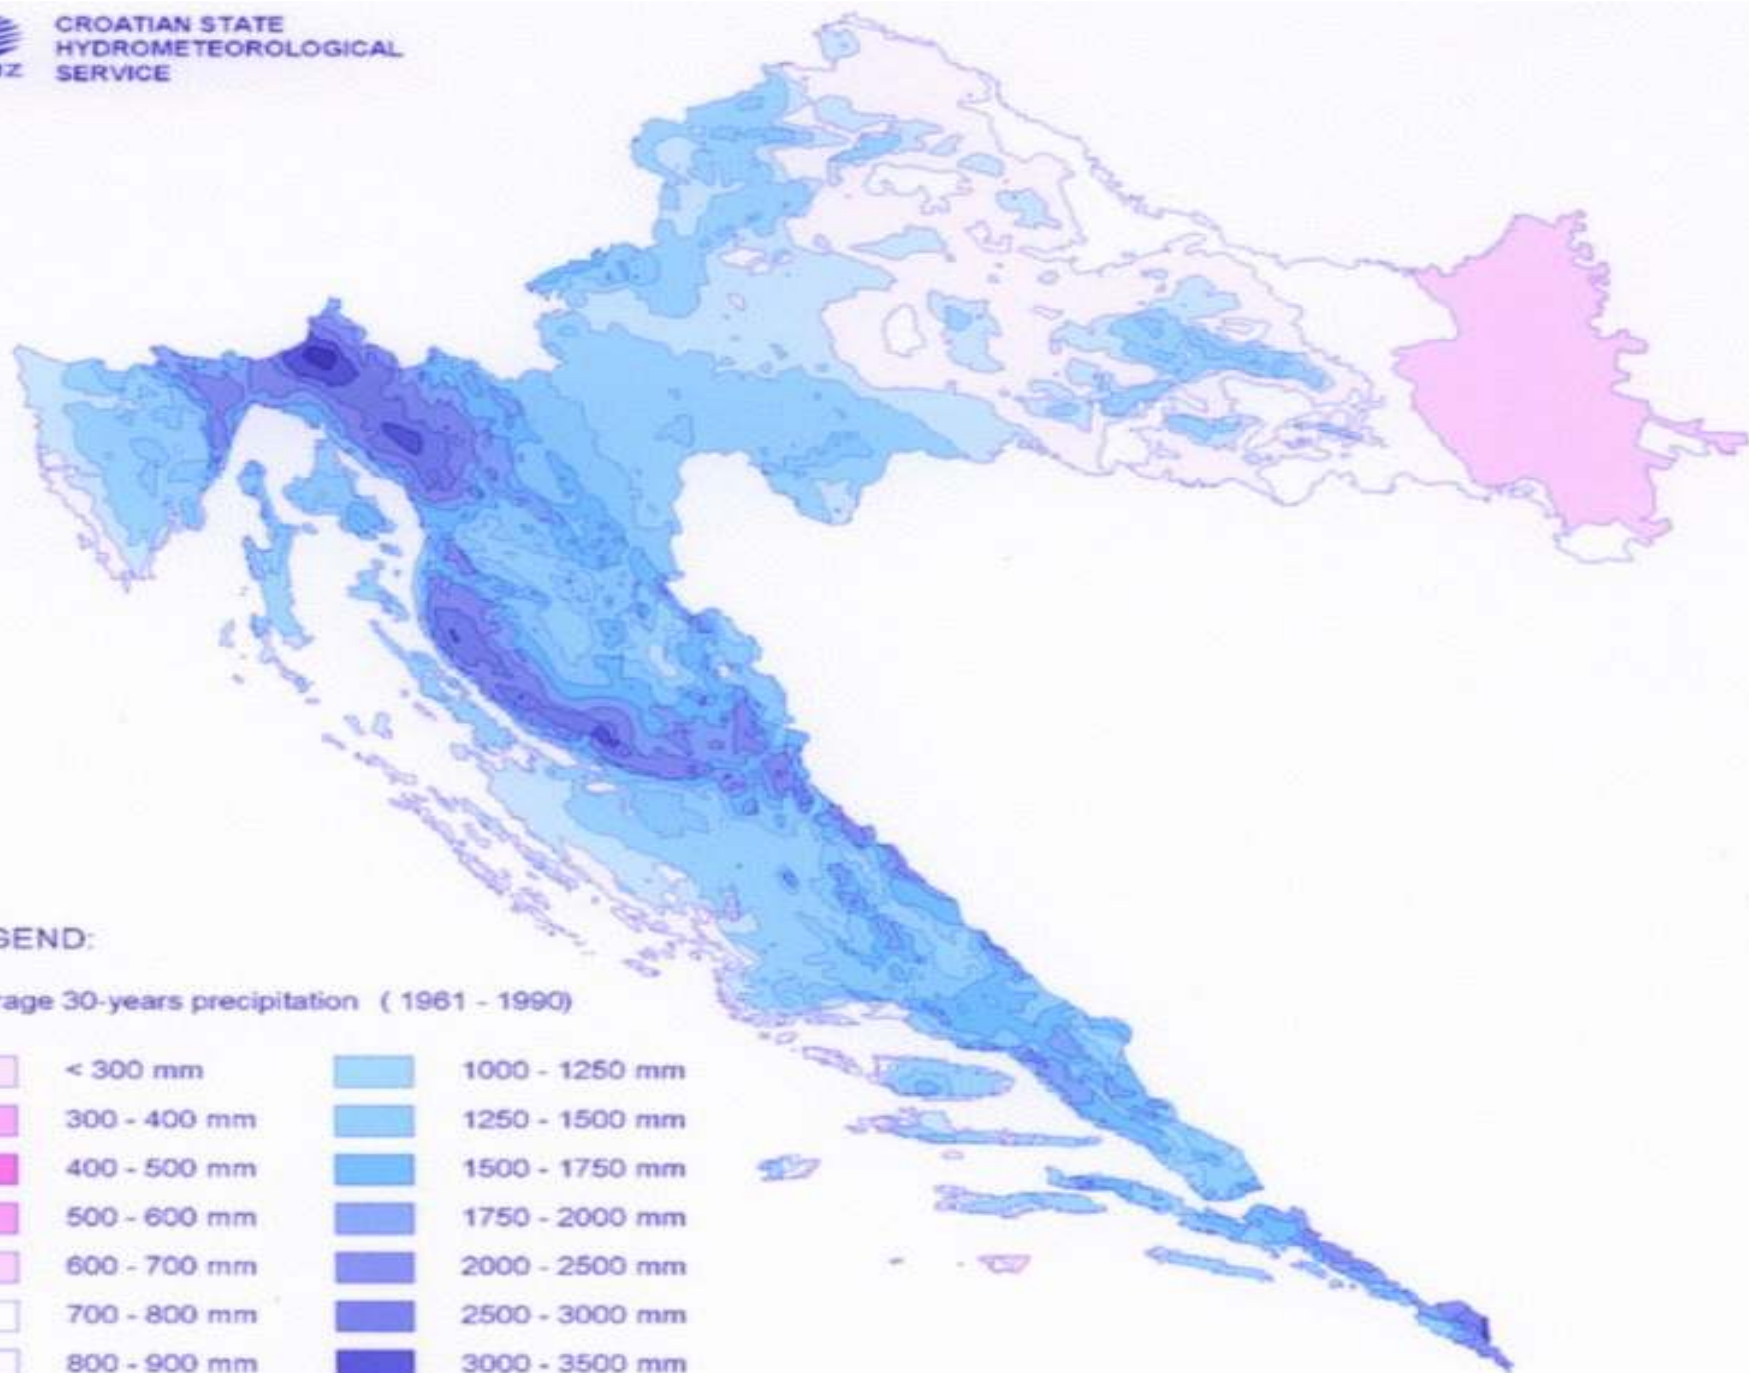 CROATIAN STATE
HYDROMETEOROLOGICAL
SERVICE
IZ
GEND:
rage 30-years precipitation ( 1961 - 1990)
< 300 mm
300 - 400 mm
400 - 500 mm
500 - 600 mm
600 - 700 mm
700 - 800 mm
800 - 900 mm
1000 - 1250 mm
1250 - 1500 mm
1500 - 1750 mm
1750 - 2000 mm
2000 - 2500 mm
2500 - 3000 mm
3000 - 3500 mm